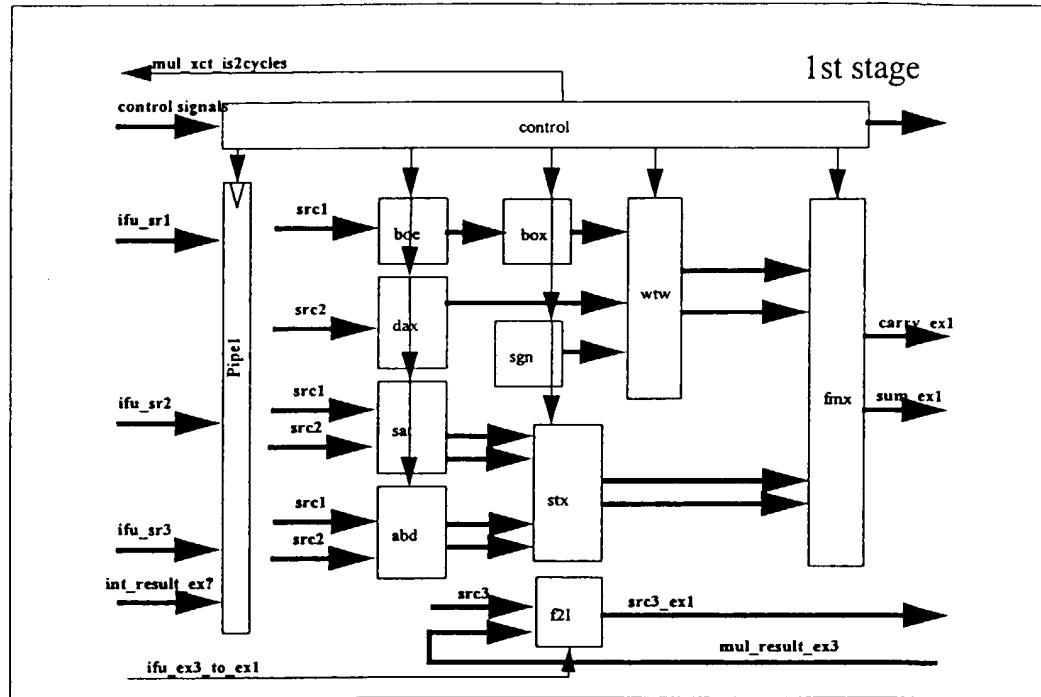 mul_xct_is2cycles
1st stage
control signals
control
ifu_sr1
src1
boe
box
wtw
Pipe1
src2
dax
sgn
carry_ex1
ifu_sr2
src1
sat
src2
sum_ex1
fmx
stx
ifu_sr3
src1
abd
src2
int_result_ex?
src3
f2l
src3_ex1
mul_result_ex3
ifu_ex3_to_ex1